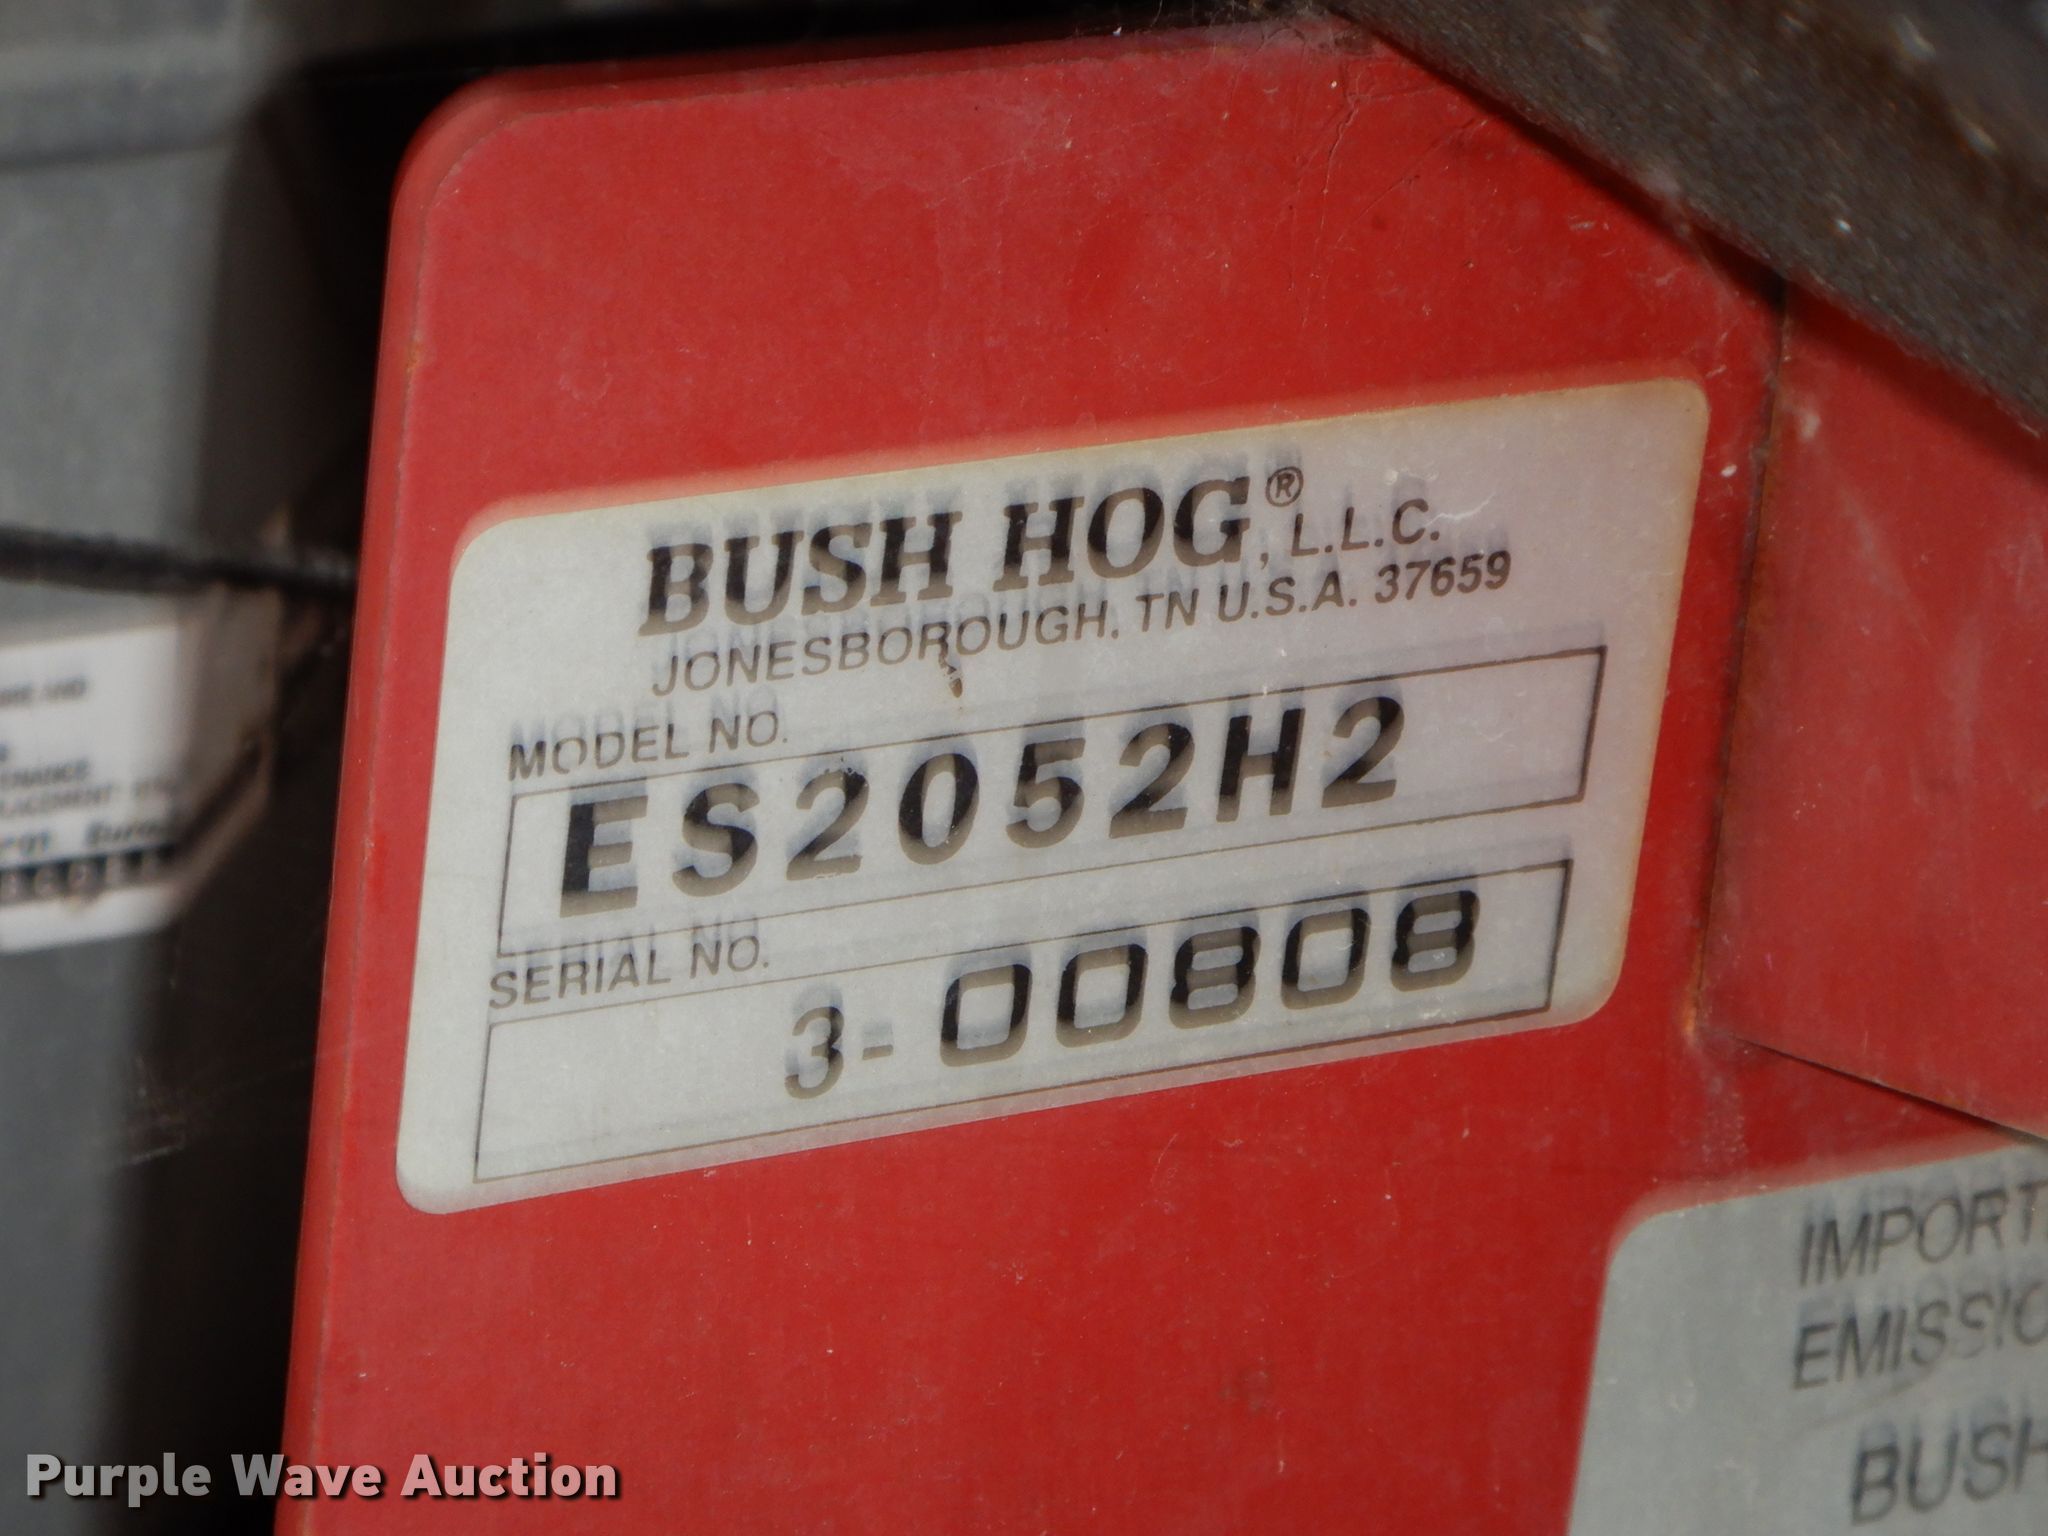 BUSH HOG®, L.L.C.
JONESBOROUGH, TN U.S.A. 37659
MODEL NO.
ES2052H2
SERIAL NO.
3-00808
IMPORT
EMISSIO
BUSH
Purple Wave Auction